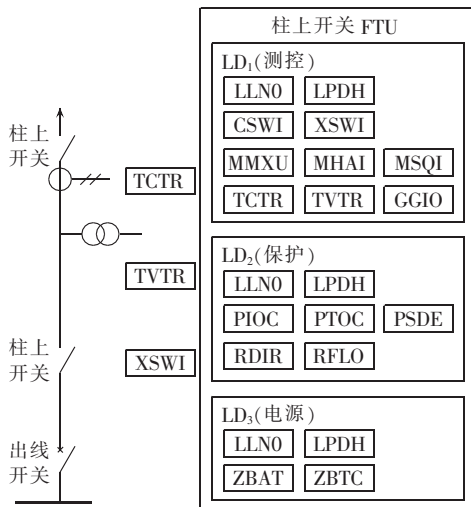 柱上开关 FTU
LD₁(测控)
LLN0 LPDH
CSWI XSWI
MMXU MHAI MSQI
TCTR TVTR GGIO
LD₂(保护)
LLN0 LPDH
PIOC PTOC PSDE
RDIR RFLO
LD₃(电源)
LLN0 LPDH
ZBAT ZBTC
柱上
开关
TCTR
TVTR
柱上
开关
XSWI
出线
开关